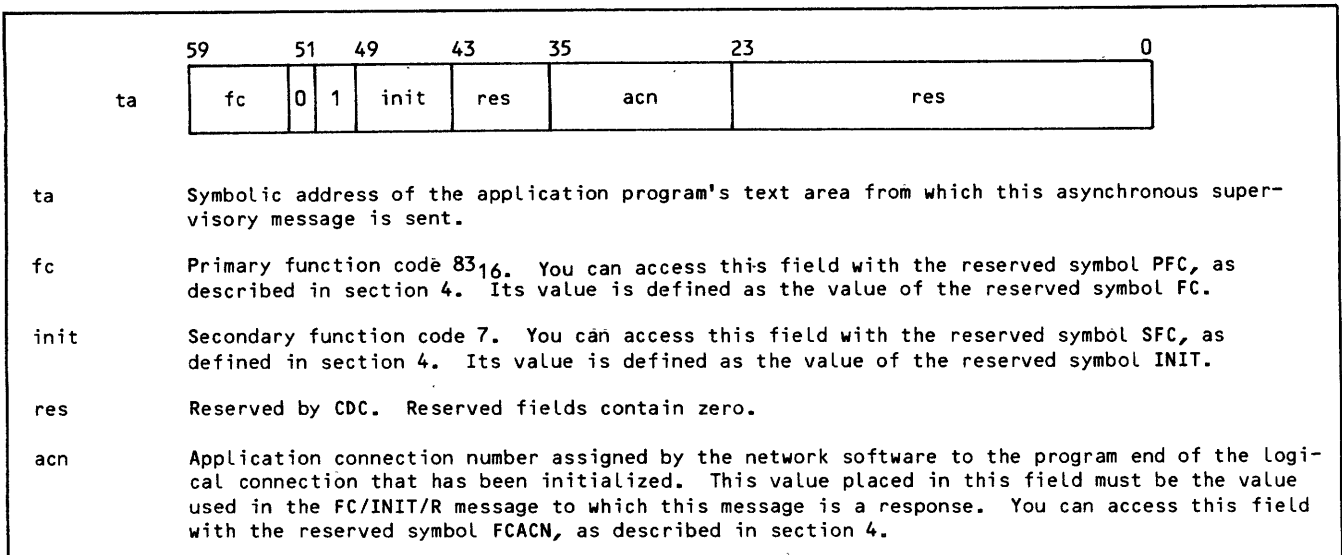 59 51 49 43 35 23 0
ta fc 0 1 init res acn res
ta Symbolic address of the application program's text area from which this asynchronous super-
visory message is sent.
fc Primary function code 83₁₆. You can access this field with the reserved symbol PFC, as
described in section 4. Its value is defined as the value of the reserved symbol FC.
init Secondary function code 7. You can access this field with the reserved symbol SFC, as
defined in section 4. Its value is defined as the value of the reserved symbol INIT.
res Reserved by CDC. Reserved fields contain zero.
acn Application connection number assigned by the network software to the program end of the logi-
cal connection that has been initialized. This value placed in this field must be the value
used in the FC/INIT/R message to which this message is a response. You can access this field
with the reserved symbol FCACN, as described in section 4.